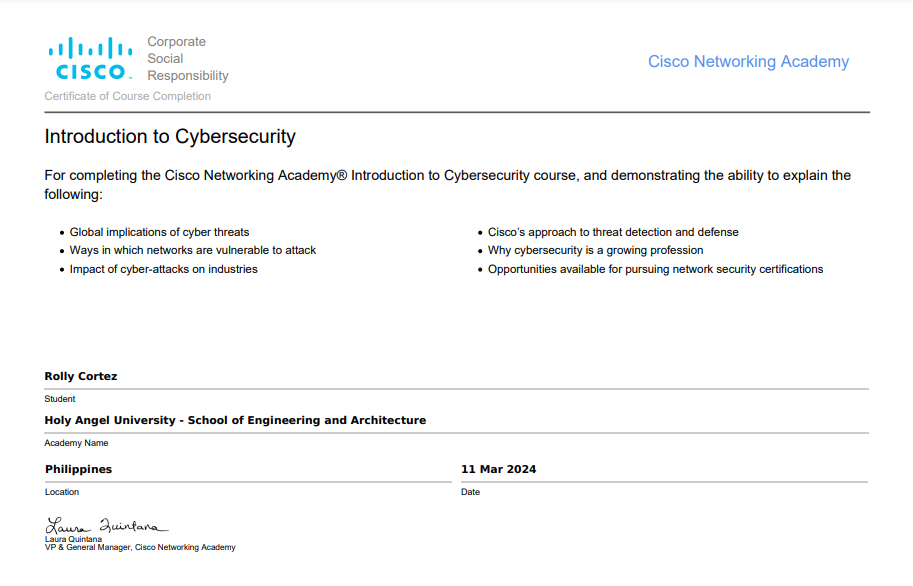 Corporate
Social
Responsibility
CISCO
Cisco Networking Academy
Certificate of Course Completion
Introduction to Cybersecurity
For completing the Cisco Networking Academy® Introduction to Cybersecurity course, and demonstrating the ability to explain the
following:
• Global implications of cyber threats
• Ways in which networks are vulnerable to attack
• Impact of cyber-attacks on industries
• Cisco's approach to threat detection and defense
• Why cybersecurity is a growing profession
• Opportunities available for pursuing network security certifications
Rolly Cortez
Student
Holy Angel University - School of Engineering and Architecture
Academy Name
Philippines
Location
11 Mar 2024
Date
Laura Quintana
Laura Quintana
VP & General Manager, Cisco Networking Academy